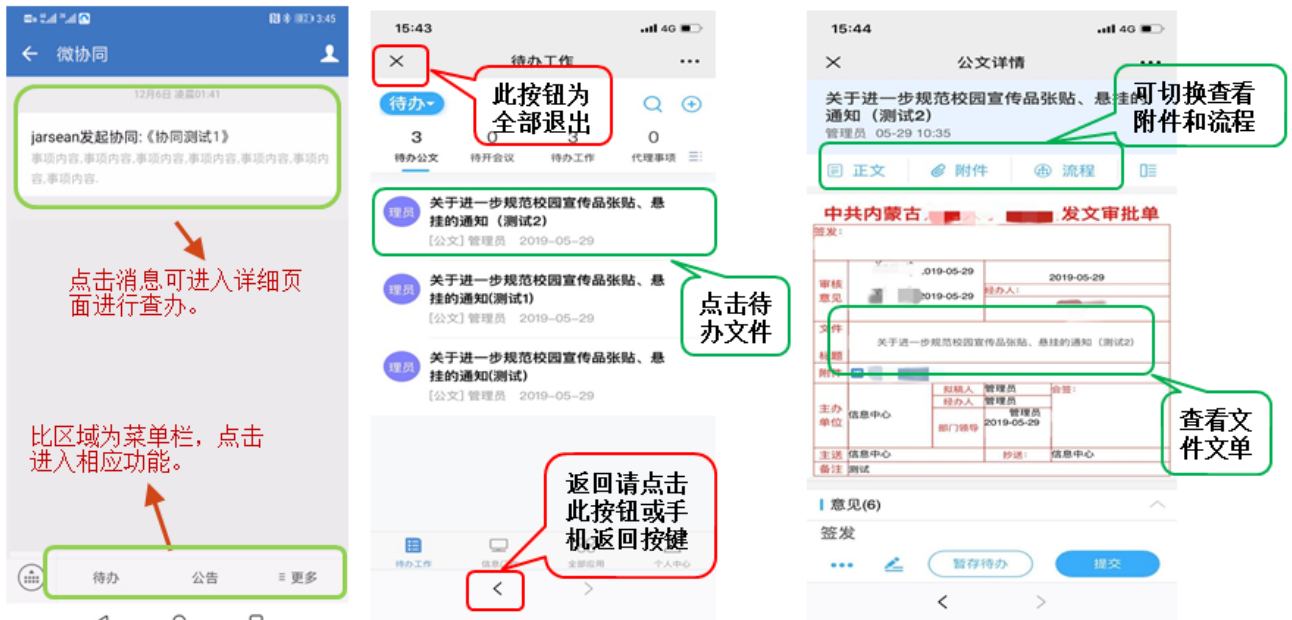 3:45
微协同
12月6日 凌晨01:41
jarsean发起协同:《协同测试1》
事项内容,事项内容,事项内容,事项内容,事项内容,事项内
容,事项内容.
点击消息可进入详细页
面进行查办。
比区域为菜单栏，点击
进入相应功能。
待办
公告
更多
15:43
4G
待办工作
此按钮为
全部退出
待办
3
0
3
0
待办公文
待开会议
待办工作
代理事项
理员
关于进一步规范校园宣传品张贴、悬
挂的通知（测试2)
[公文] 管理员 2019-05-29
理员
关于进一步规范校园宣传品张贴、悬
挂的通知(测试1)
[公文] 管理员 2019-05-29
理员
关于进一步规范校园宣传品张贴、悬
挂的通知(测试)
[公文] 管理员 2019-05-29
点击待
办文件
返回请点击
此按钮或手
机返回按键
待办工作
全部应用
个人中心
15:44
4G
公文详情
可切换查看
附件和流程
关于进一步规范校园宣传品张贴、悬挂的
通知（测试2）
管理员 05-29 10:35
正文
附件
流程
中共内蒙古
发文审批单
签发:
审核
意见
2019-05-29
2019-05-29
2019-05-29
经办人:
文件
标题
关于进一步规范校园宣传品张贴、悬挂的通知（测试2）
附件
主办
单位
信息中心
拟稿人
管理员
会签:
经办人
管理员
部门领导
管理员
2019-05-29
主送
信息中心
抄送:
信息中心
备注
测试
查看文
件文单
意见(6)
签发
暂存待办
提交